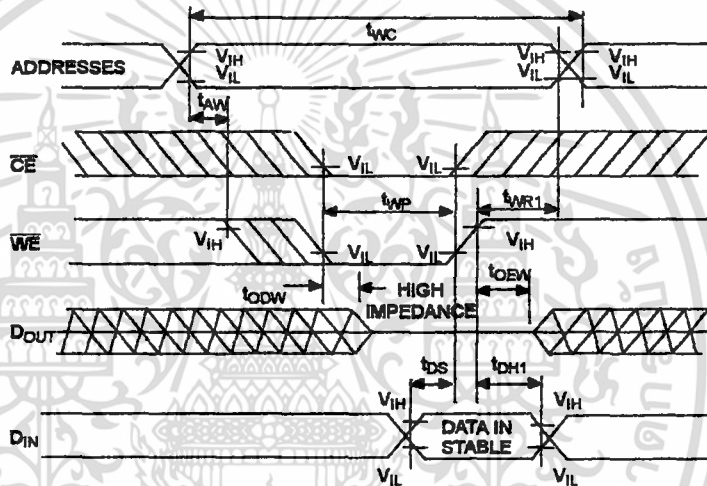 tWC
ADDRESSES VIH VIL VIH VIL VIH VIL
tAW
CE VIL VIL
tWP tWR1
WE VIH VIL VIL VIH
tODW HIGH IMPEDANCE tOEW
DOUT
tDS tDH1
DIN VIH DATA IN STABLE VIH
VIL VIL